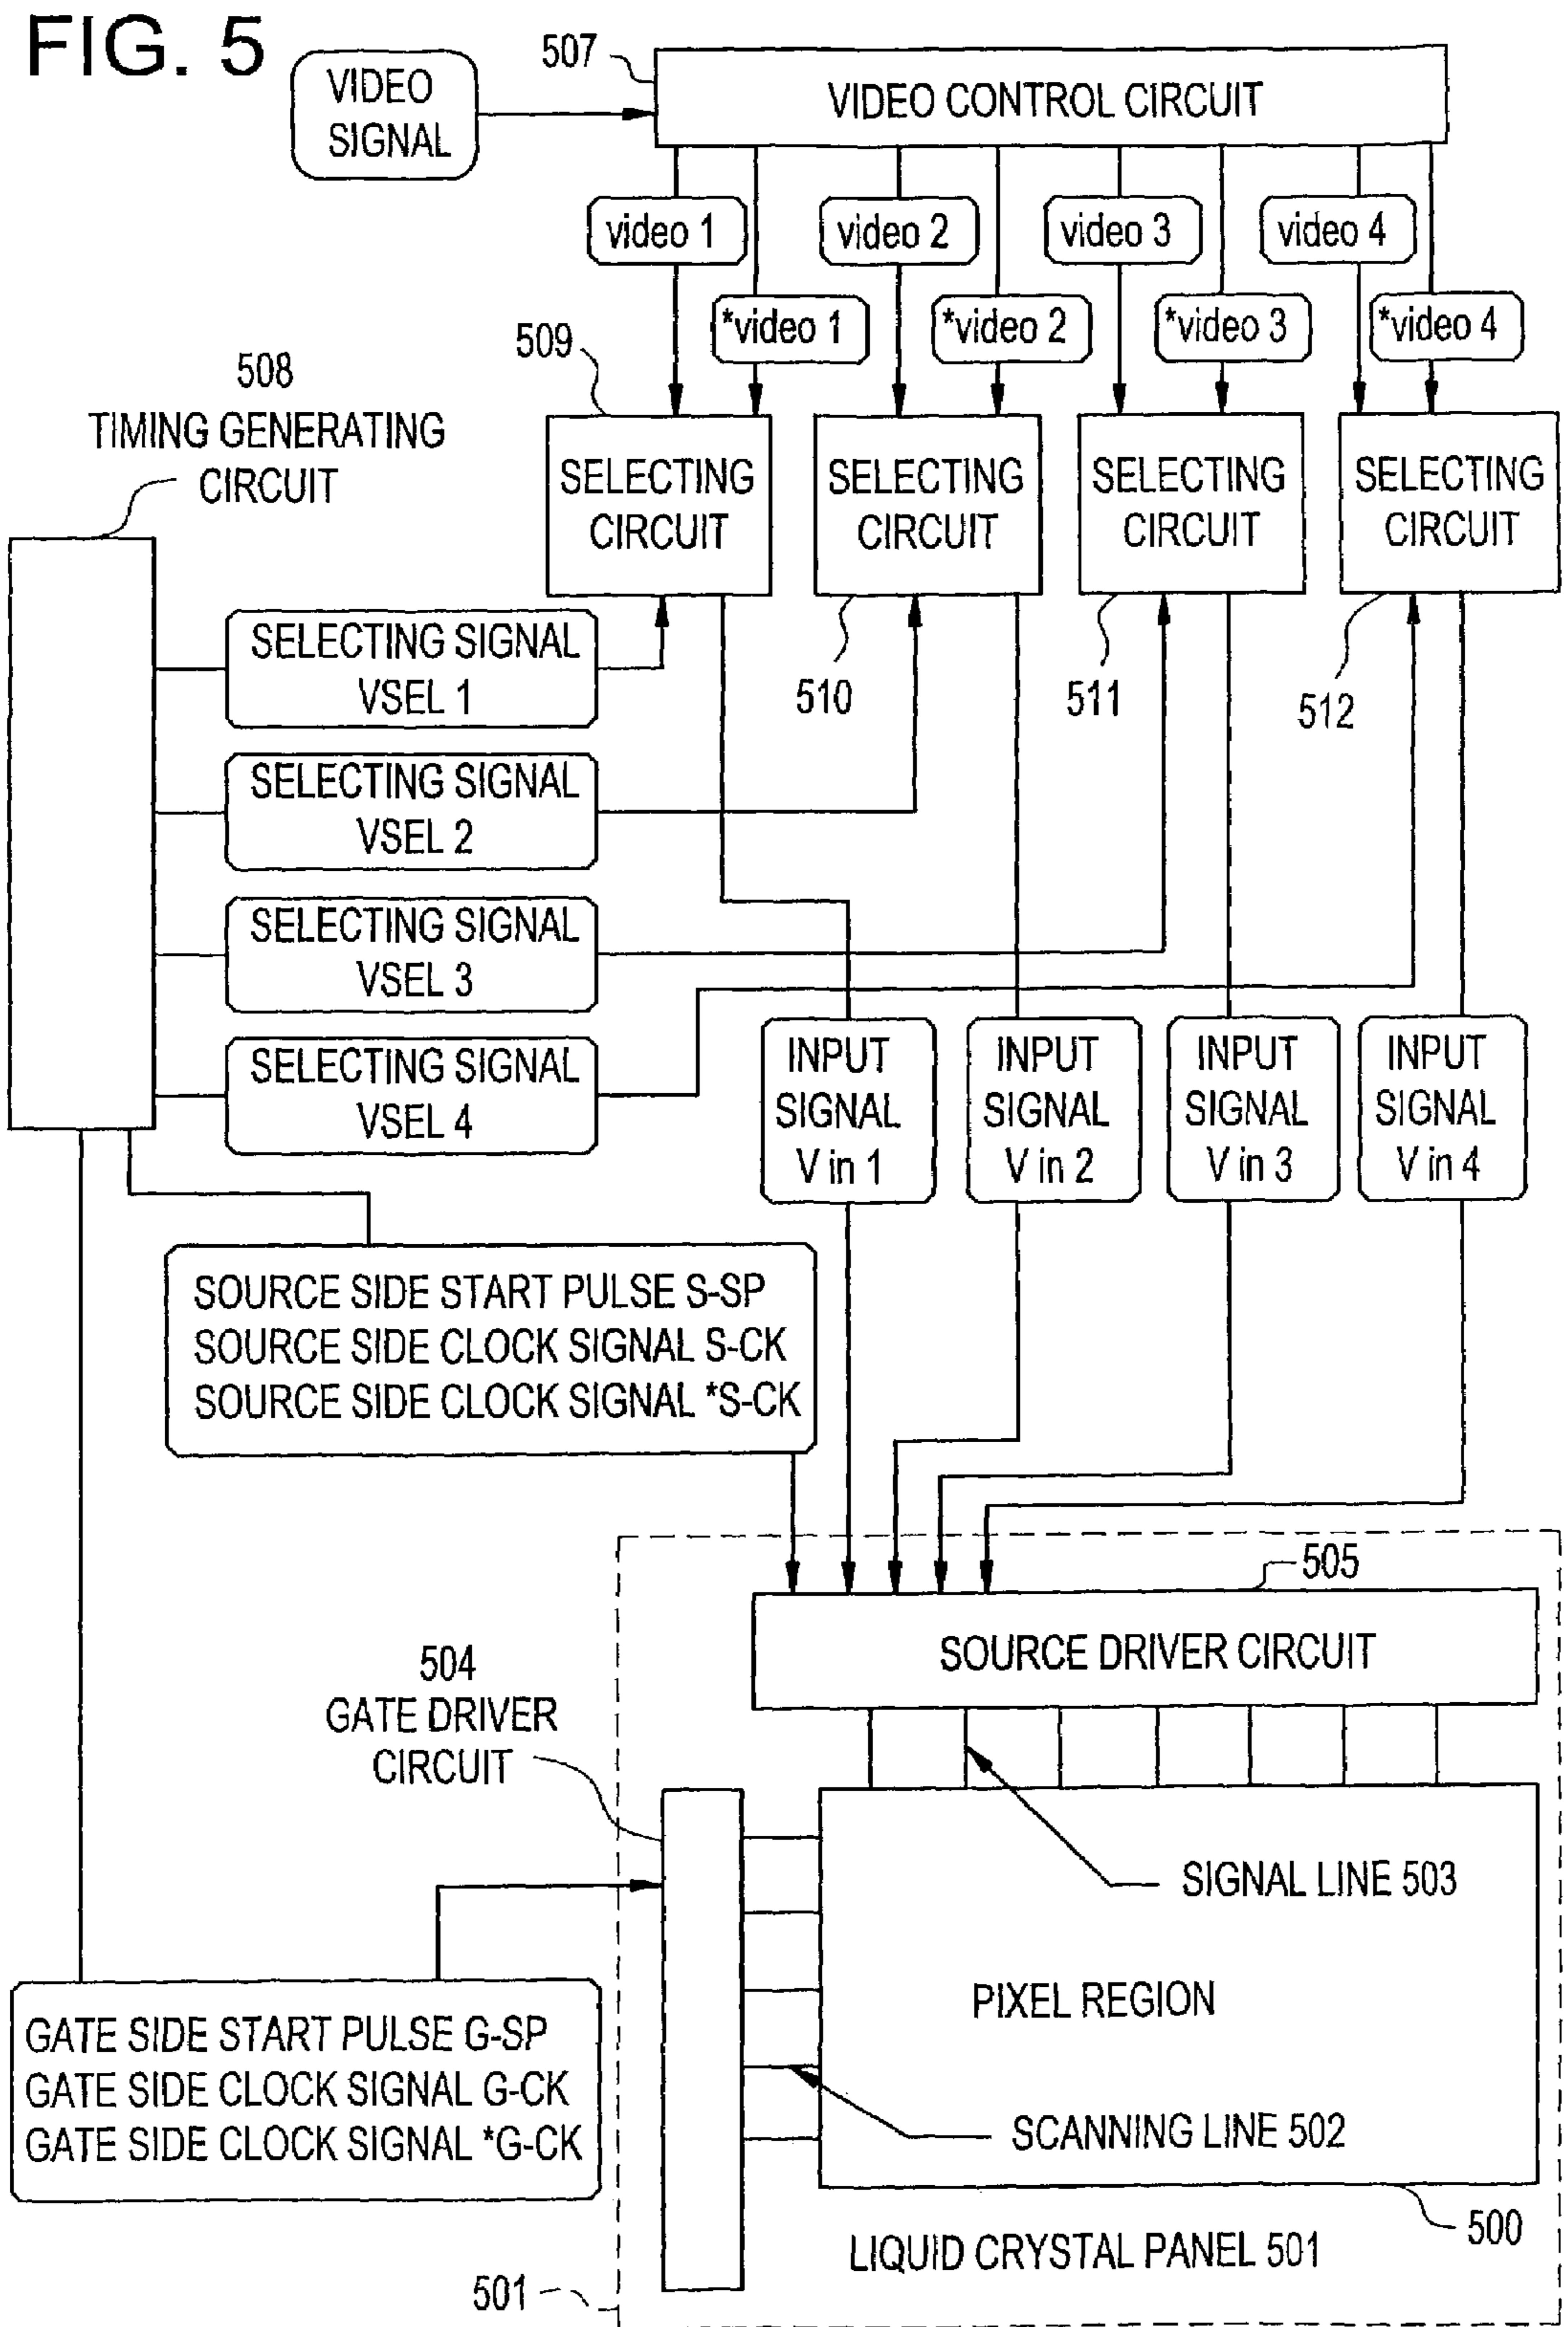 FIG. 5
VIDEO
SIGNAL
507
VIDEO CONTROL CIRCUIT
video 1
video 2
video 3
video 4
*video 1
*video 2
*video 3
*video 4
509
508
TIMING GENERATING
CIRCUIT
SELECTING
CIRCUIT
SELECTING
CIRCUIT
SELECTING
CIRCUIT
SELECTING
CIRCUIT
510
511
512
SELECTING SIGNAL
VSEL 1
SELECTING SIGNAL
VSEL 2
SELECTING SIGNAL
VSEL 3
SELECTING SIGNAL
VSEL 4
INPUT
SIGNAL
V in 1
INPUT
SIGNAL
V in 2
INPUT
SIGNAL
V in 3
INPUT
SIGNAL
V in 4
SOURCE SIDE START PULSE S-SP
SOURCE SIDE CLOCK SIGNAL S-CK
SOURCE SIDE CLOCK SIGNAL *S-CK
505
SOURCE DRIVER CIRCUIT
504
GATE DRIVER
CIRCUIT
SIGNAL LINE 503
PIXEL REGION
SCANNING LINE 502
GATE SIDE START PULSE G-SP
GATE SIDE CLOCK SIGNAL G-CK
GATE SIDE CLOCK SIGNAL *G-CK
500
LIQUID CRYSTAL PANEL 501
501